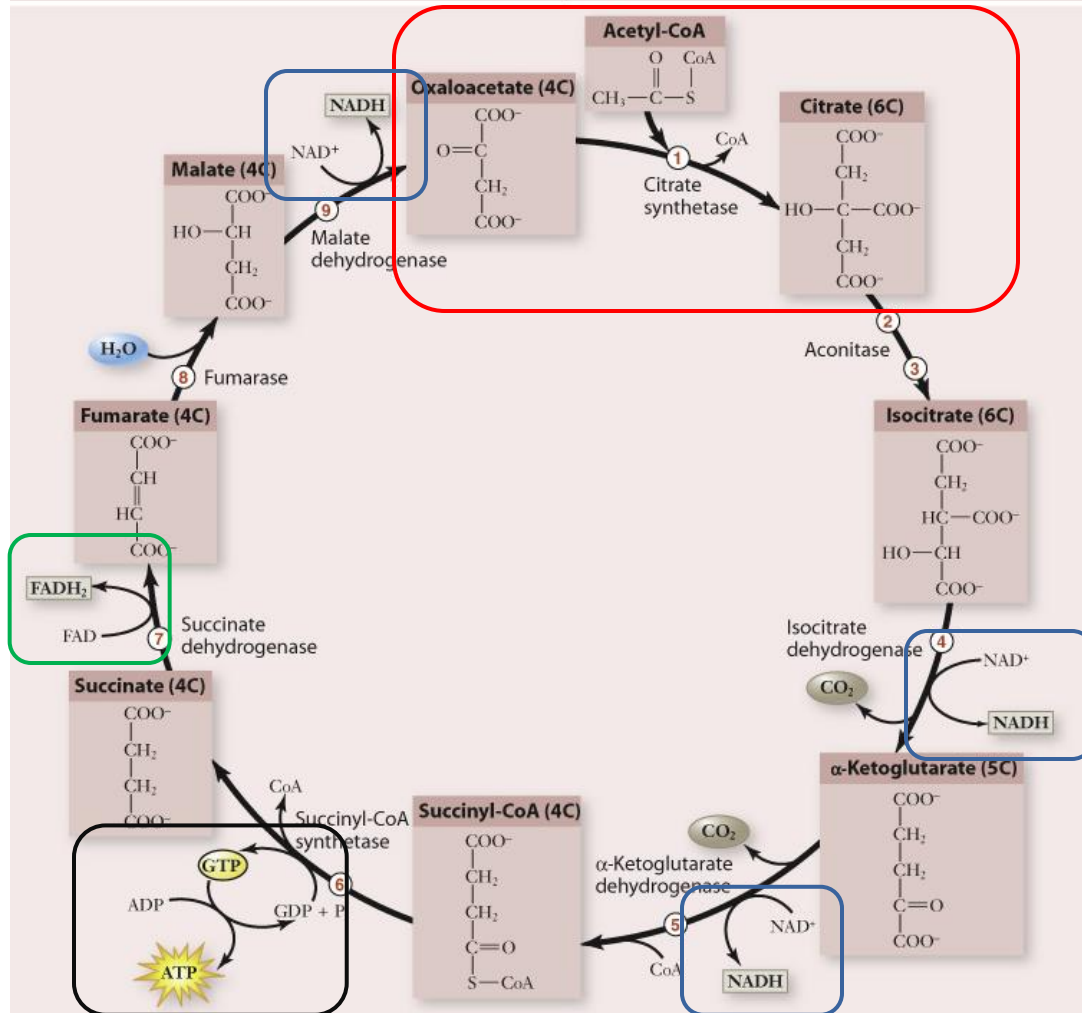 Acetyl-CoA
O CoA
CH₃—C—S
Oxaloacetate (4C)
COO⁻
O=C
CH₂
COO⁻
1
CoA
Citrate
synthetase
Citrate (6C)
COO⁻
CH₂
HO—C—COO⁻
CH₂
COO⁻
2
Aconitase
3
Isocitrate (6C)
COO⁻
CH₂
HC—COO⁻
HO—CH
COO⁻
Isocitrate
dehydrogenase
4
NAD⁺
NADH
CO₂
α-Ketoglutarate (5C)
COO⁻
CH₂
CH₂
C=O
COO⁻
CO₂
α-Ketoglutarate
dehydrogenase
5
NAD⁺
NADH
CoA
Succinyl-CoA (4C)
COO⁻
CH₂
CH₂
C=O
S—CoA
CoA
Succinyl-CoA
synthetase
6
GTP
GDP + P
ADP
ATP
Succinate (4C)
COO⁻
CH₂
CH₂
COO⁻
Succinate
dehydrogenase
7
FADH₂
FAD
Fumarate (4C)
COO⁻
CH
HC
COO⁻
H₂O
8
Fumarase
Malate (4C)
COO⁻
HO—CH
CH₂
COO⁻
NADH
NAD⁺
9
Malate
dehydrogenase